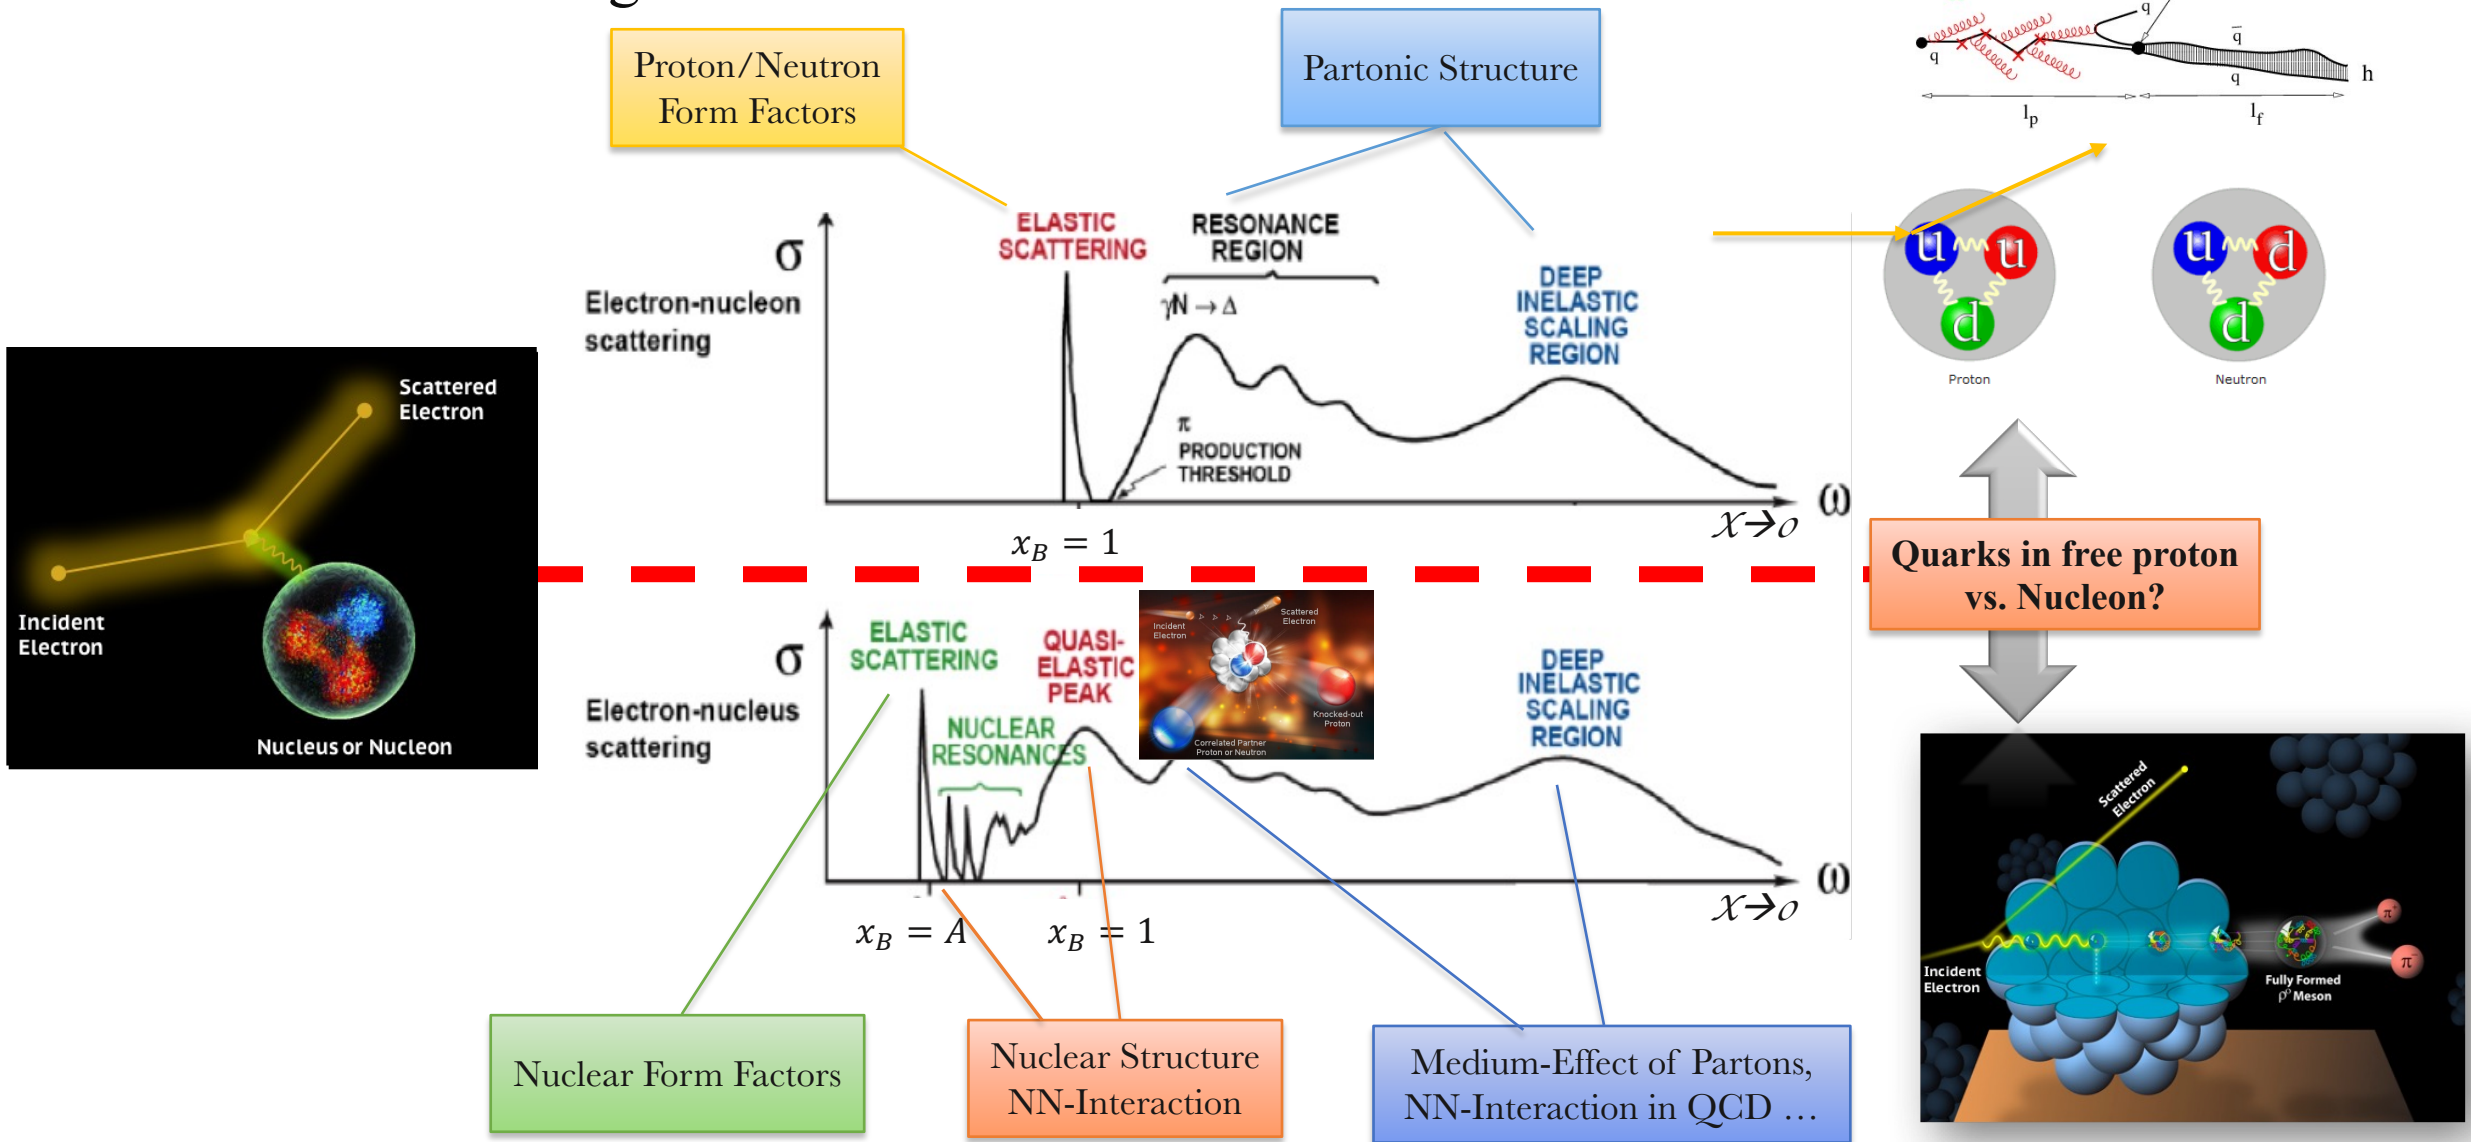 Proton/Neutron
Form Factors
Partonic Structure
q
q
q̄
q
h
l_p
l_f
σ
Electron-nucleon
scattering
ELASTIC
SCATTERING
RESONANCE
REGION
γN → Δ
π
PRODUCTION
THRESHOLD
DEEP
INELASTIC
SCALING
REGION
ω
x_B = 1
X→0
u
u
d
Proton
u
d
d
Neutron
Scattered
Electron
Incident
Electron
Nucleus or Nucleon
Quarks in free proton
vs. Nucleon?
σ
Electron-nucleus
scattering
ELASTIC
SCATTERING
NUCLEAR
RESONANCES
QUASI-
ELASTIC
PEAK
Incident
Electron
Scattered
Electron
Knocked-out
Proton
Correlated Partner
Proton or Neutron
DEEP
INELASTIC
SCALING
REGION
ω
x_B = A
x_B = 1
X→0
Scattered
Electron
Incident
Electron
Fully Formed
ρ⁰ Meson
π⁺
π⁻
Nuclear Form Factors
Nuclear Structure
NN-Interaction
Medium-Effect of Partons,
NN-Interaction in QCD …